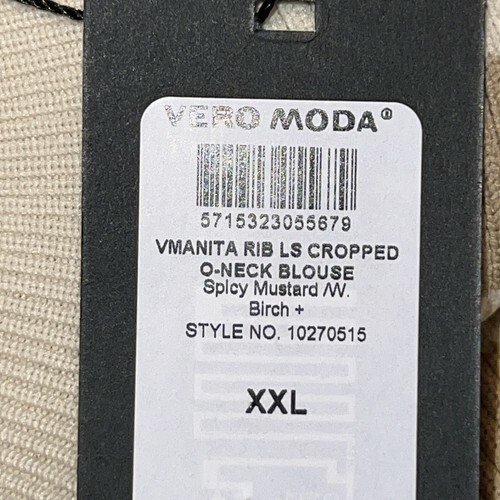 VERO MODA®
5715323055679
VMANITA RIB LS CROPPED
O-NECK BLOUSE
Spicy Mustard /W.
Birch +
STYLE NO. 10270515
XXL